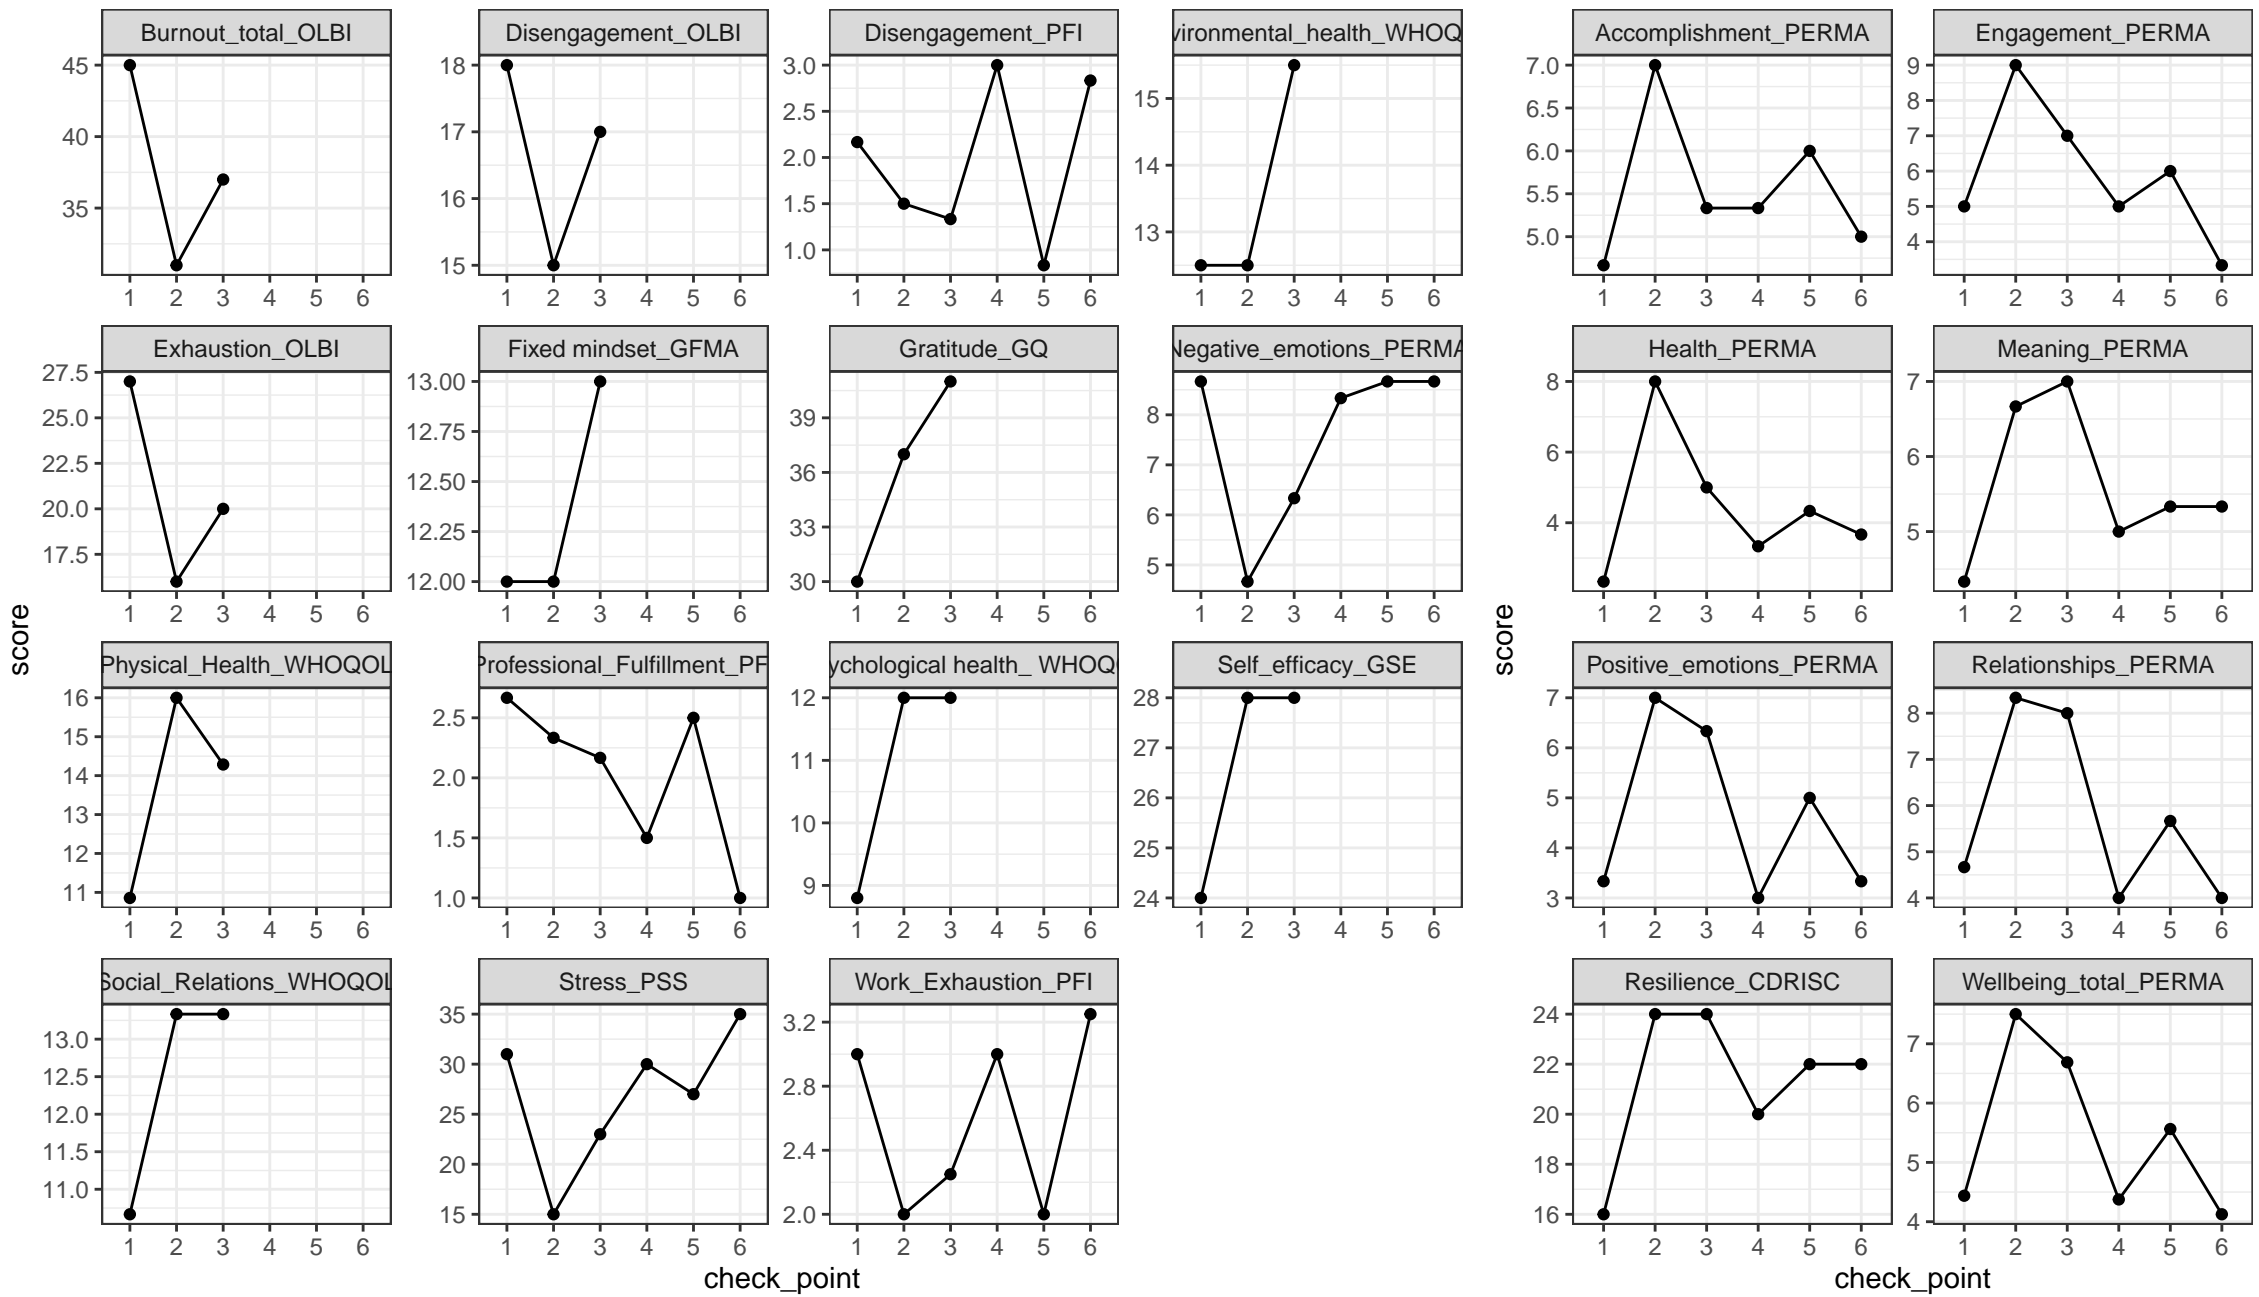 Burnout_total_OLBI
Disengagement_OLBI
Disengagement_PFI
vironmental_health_WHOQ
Accomplishment_PERMA
Engagement_PERMA
45
40
35
18
17
16
15
3.0
2.5
2.0
1.5
1.0
15
14
13
7.0
6.5
6.0
5.5
5.0
9
8
7
6
5
4
1 2 3 4 5 6
1 2 3 4 5 6
1 2 3 4 5 6
1 2 3 4 5 6
1 2 3 4 5 6
1 2 3 4 5 6
Exhaustion_OLBI
Fixed mindset_GFMA
Gratitude_GQ
Negative_emotions_PERMA
Health_PERMA
Meaning_PERMA
27.5
25.0
22.5
20.0
17.5
13.00
12.75
12.50
12.25
12.00
39
36
33
30
8
7
6
5
8
6
4
7
6
5
1 2 3 4 5 6
1 2 3 4 5 6
1 2 3 4 5 6
1 2 3 4 5 6
1 2 3 4 5 6
1 2 3 4 5 6
score
score
Physical_Health_WHOQOL
Professional_Fulfillment_PF
ychological health_ WHOQ
Self_efficacy_GSE
Positive_emotions_PERMA
Relationships_PERMA
16
15
14
13
12
11
2.5
2.0
1.5
1.0
12
11
10
9
28
27
26
25
24
7
6
5
4
3
8
7
6
5
4
1 2 3 4 5 6
1 2 3 4 5 6
1 2 3 4 5 6
1 2 3 4 5 6
1 2 3 4 5 6
1 2 3 4 5 6
Social_Relations_WHOQOL
Stress_PSS
Work_Exhaustion_PFI
Resilience_CDRISC
Wellbeing_total_PERMA
13.0
12.5
12.0
11.5
11.0
35
30
25
20
15
3.2
2.8
2.4
2.0
24
22
20
18
16
7
6
5
4
1 2 3 4 5 6
1 2 3 4 5 6
1 2 3 4 5 6
1 2 3 4 5 6
1 2 3 4 5 6
check_point
check_point